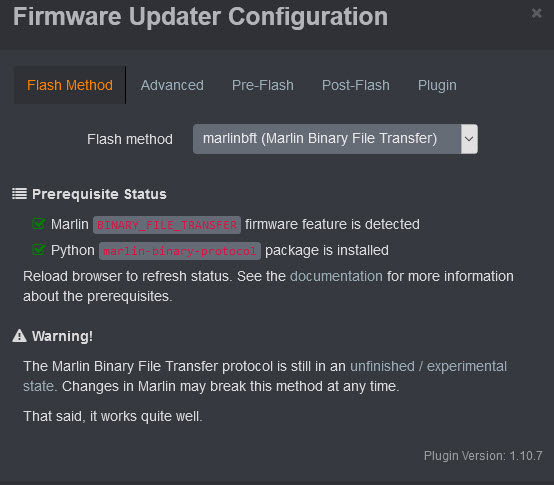 Firmware Updater Configuration ×
Flash Method Advanced Pre-Flash Post-Flash Plugin
Flash method marlinbft (Marlin Binary File Transfer)
Prerequisite Status
Marlin BINARY_FILE_TRANSFER firmware feature is detected
Python marlin-binary-protocol package is installed
Reload browser to refresh status. See the documentation for more information
about the prerequisites.
Warning!
The Marlin Binary File Transfer protocol is still in an unfinished / experimental
state. Changes in Marlin may break this method at any time.
That said, it works quite well.
Plugin Version: 1.10.7